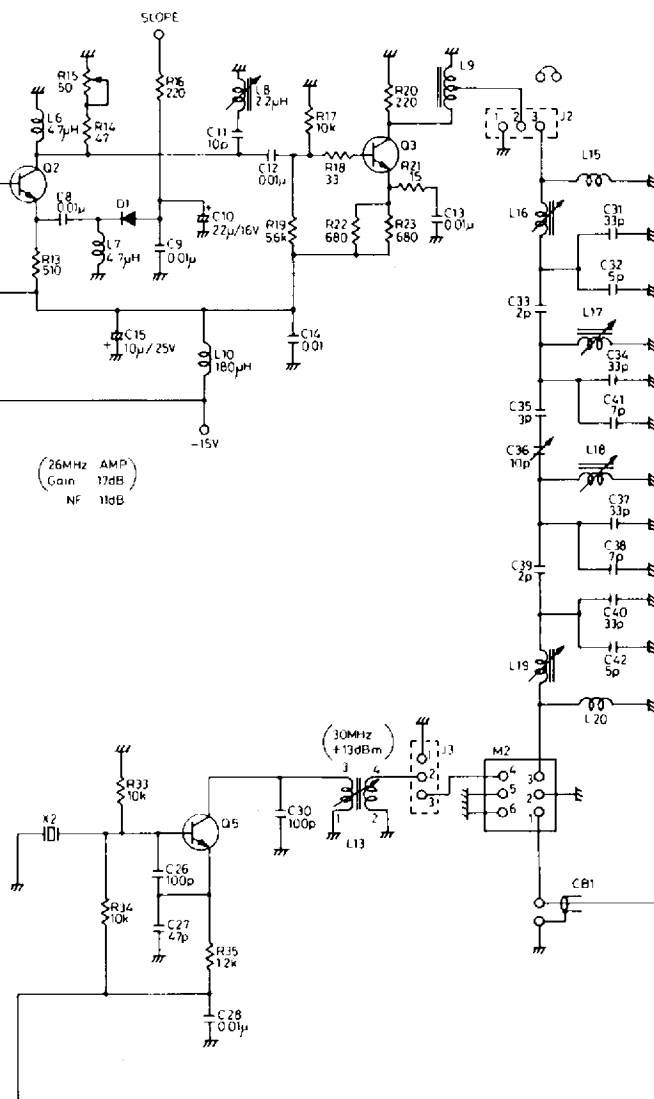 SLOPE
R15
50
R16
220
L8
2.2μH
R17
10k
R20
220
L9
1 2 3 J2
L6
4.7μH
R14
47
C11
10p
Q2
Q3
C12
0.01μ
R18
33
R21
15
L15
C8
0.01μ
D1
C10
22μ/16V
+
R19
56k
R22
680
R23
680
C13
0.01μ
L16
C31
33p
R13
510
L7
4.7μH
C9
0.01μ
C32
5p
C33
2p
L17
C15
10μ/25V
+
L10
180μH
C14
0.01
C34
33p
C35
3p
C41
7p
-15V
C36
10p
L18
(26MHz AMP
Gain 17dB
NF 11dB)
C37
33p
C39
2p
C38
7p
C40
33p
L19
C42
5p
L20
(30MHz
+13dBm)
J3
1
2
3
M2
4 3
5 2
6 1
3 4
1 2
L13
R33
10k
C30
100p
X2
Q5
C26
100p
CB1
R34
10k
C27
47p
R35
1.2k
C28
0.01μ